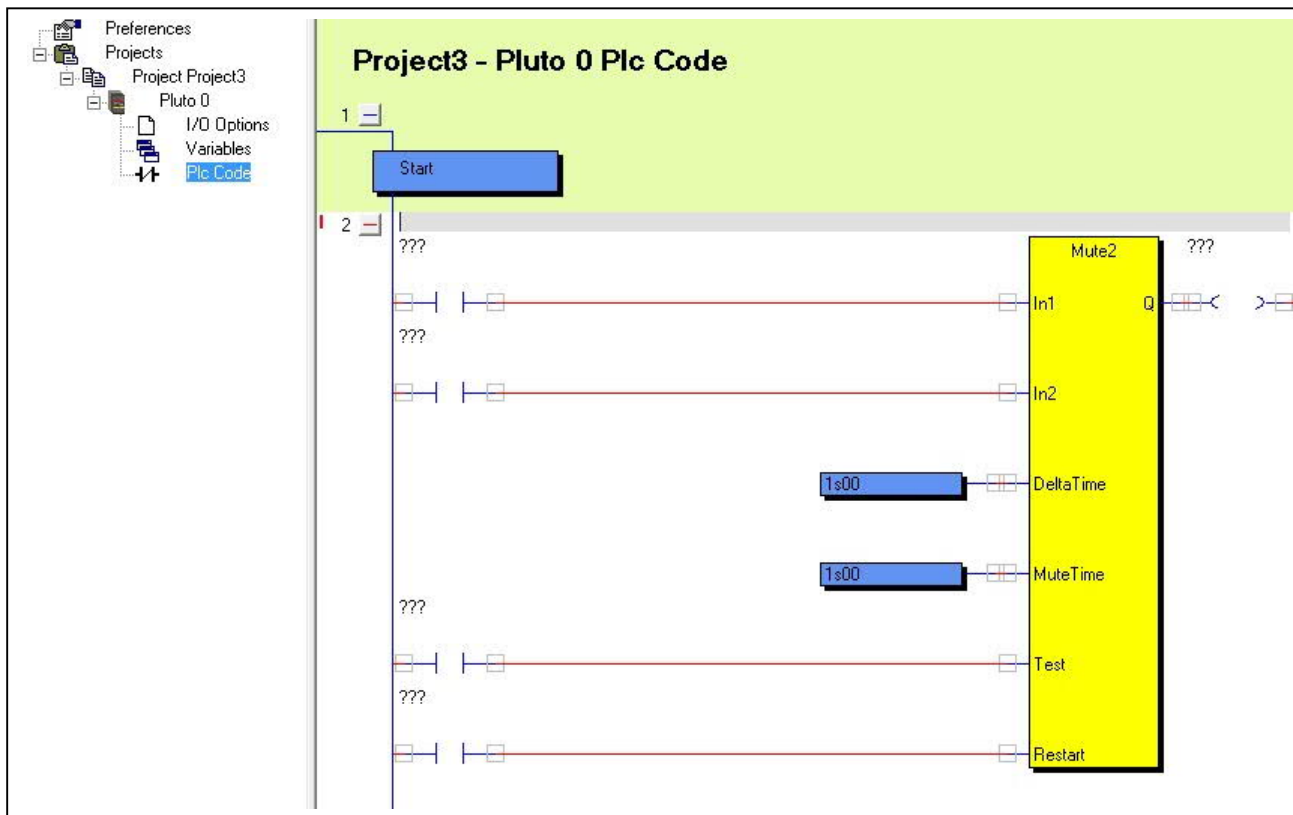 Preferences
Projects
Project Project3
Pluto 0
I/O Options
Variables
Plc Code
Project3 - Pluto 0 Plc Code
1
Start
2
???
Mute2
???
In1
Q
???
In2
1s00
DeltaTime
1s00
MuteTime
???
Test
???
Restart